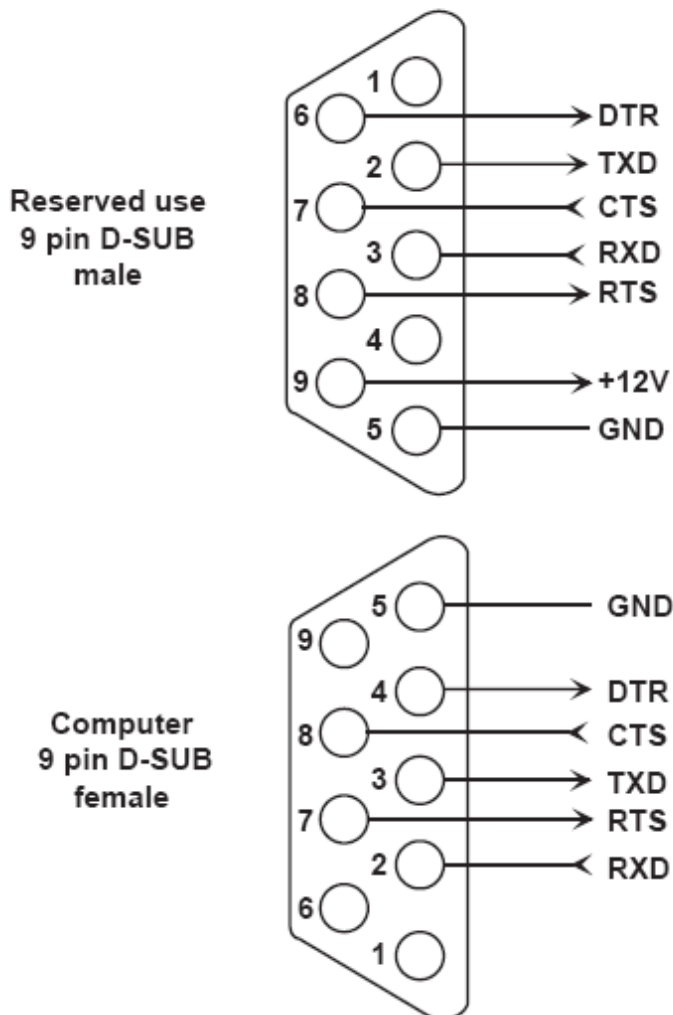 1
6 DTR
2 TXD
Reserved use
9 pin D-SUB
male
7 CTS
3 RXD
8 RTS
4
9 +12V
5 GND
5 GND
9
4 DTR
Computer
9 pin D-SUB
female
8 CTS
3 TXD
7 RTS
2 RXD
6
1